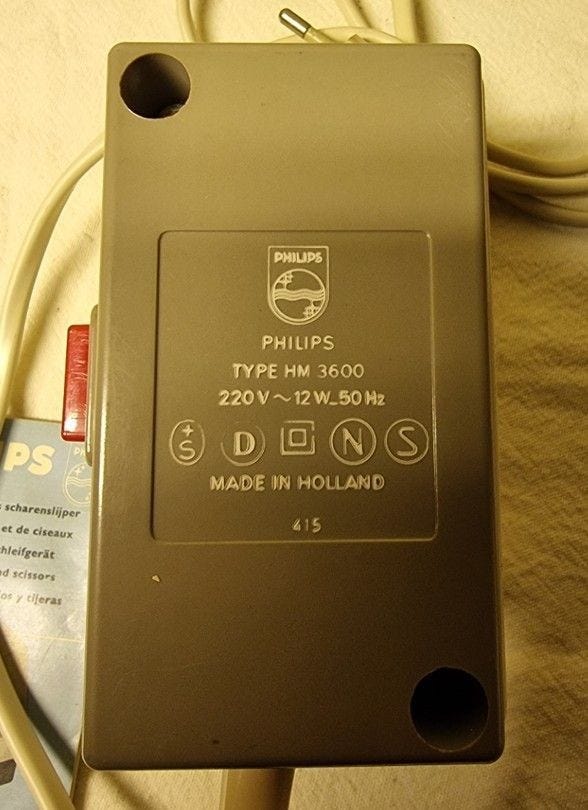 PHILIPS
PHILIPS
TYPE HM 3600
220 V ~ 12 W_50 Hz
+S D N S
MADE IN HOLLAND
415
PS
scharenslijper
et de ciseaux
hleifgerät
nd scissors
os y tijeras